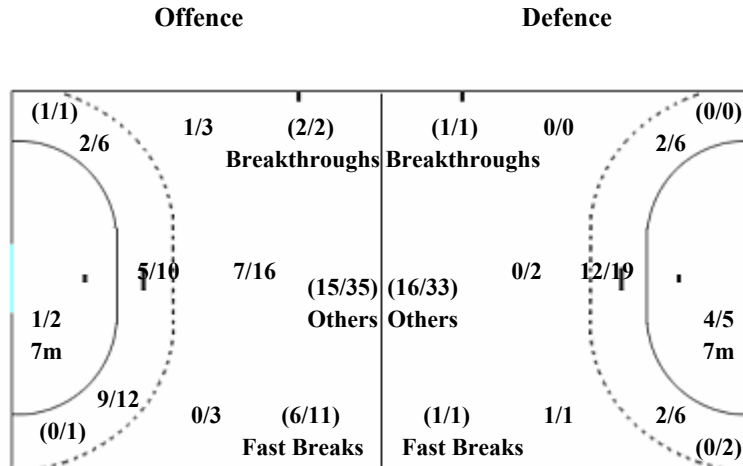 Offence Defence
(1/1) 1/3 (2/2) (1/1) 0/0 (0/0)
2/6 Breakthroughs Breakthroughs 2/6
5/10 7/16 (15/35) (16/33) 0/2 12/19
1/2 Others Others 4/5
7m 7m
9/12 0/3 (6/11) (1/1) 1/1 2/6
(0/1) Fast Breaks Fast Breaks (0/2)